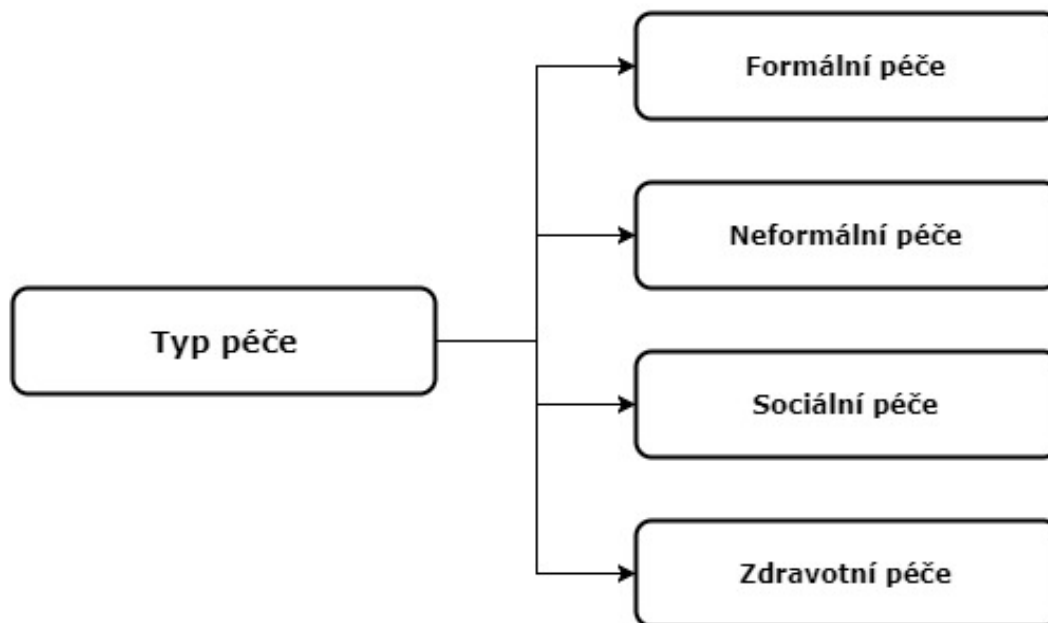 Formální péče
Neformální péče
Typ péče
Sociální péče
Zdravotní péče